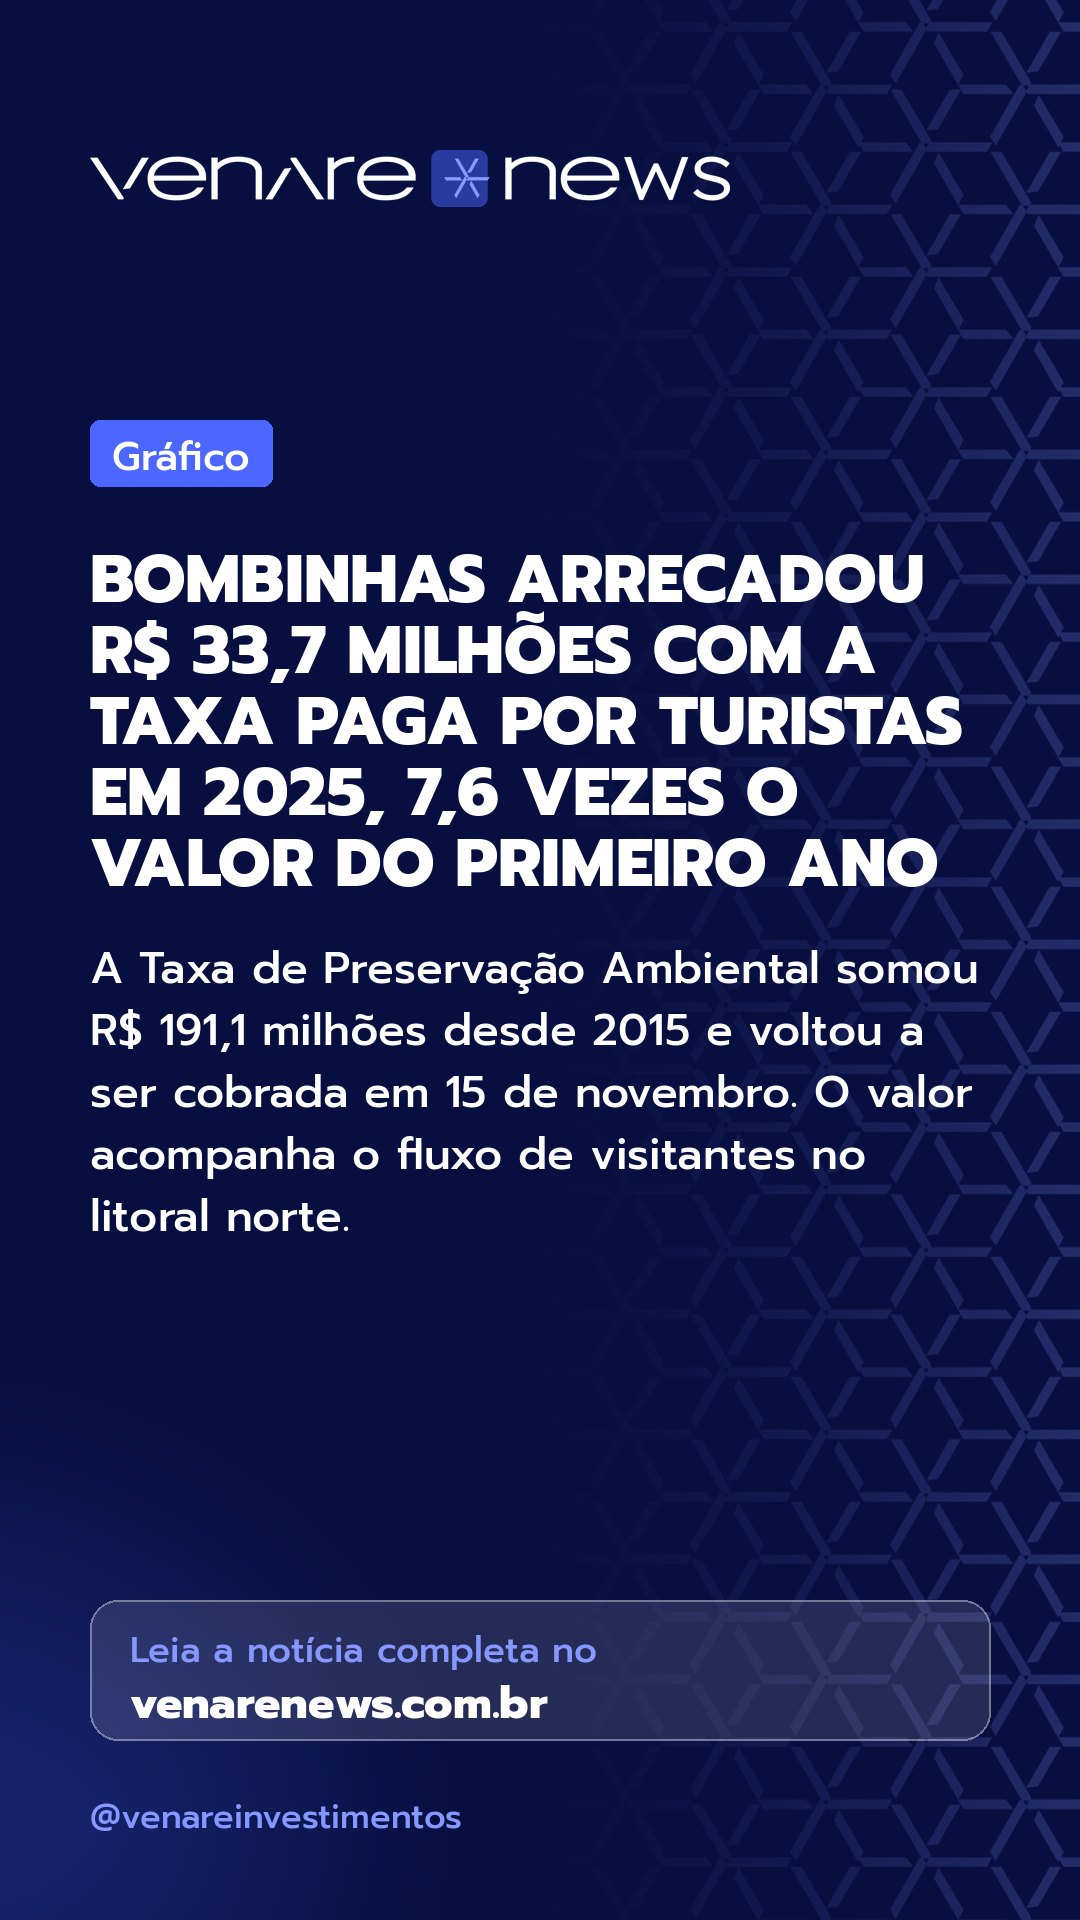 venare news
Gráfico
BOMBINHAS ARRECADOU
R$ 33,7 MILHÕES COM A
TAXA PAGA POR TURISTAS
EM 2025, 7,6 VEZES O
VALOR DO PRIMEIRO ANO
A Taxa de Preservação Ambiental somou
R$ 191,1 milhões desde 2015 e voltou a
ser cobrada em 15 de novembro. O valor
acompanha o fluxo de visitantes no
litoral norte.
Leia a notícia completa no
venarenews.com.br
@venareinvestimentos